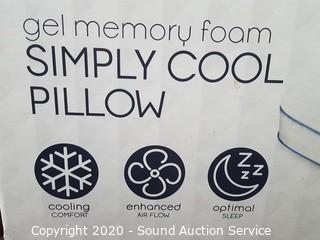 gel memory foam
SIMPLY COOL
PILLOW
Z Z Z
cooling
COMFORT
enhanced
AIR FLOW
optimal
SLEEP
Copyright 2020 - Sound Auction Service